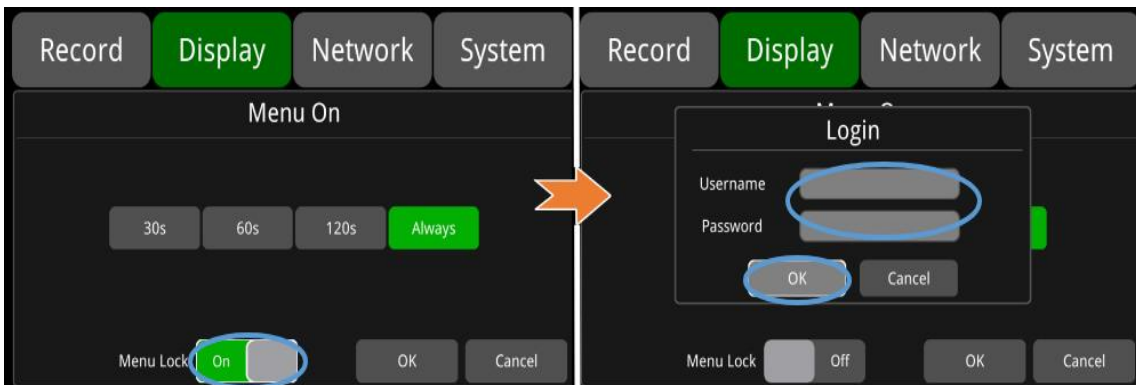 Record Display Network System
Menu On
30s 60s 120s Always
Menu Lock On OK Cancel
Record Display Network System
Login
Username
Password
OK Cancel
Menu Lock Off OK Cancel